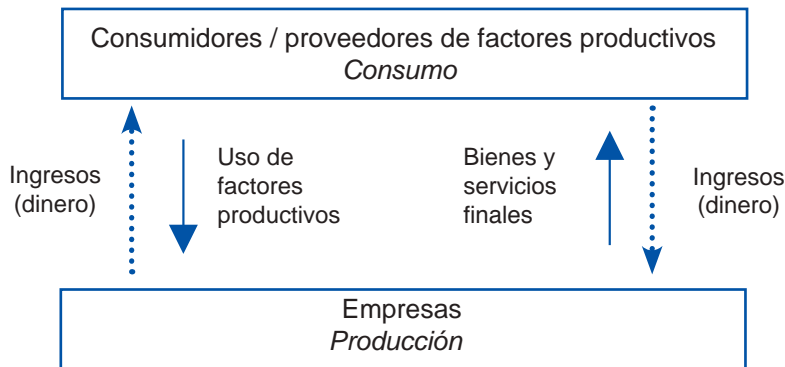 Consumidores / proveedores de factores productivos
Consumo
Ingresos
(dinero)
Uso de
factores
productivos
Bienes y
servicios
finales
Ingresos
(dinero)
Empresas
Producción